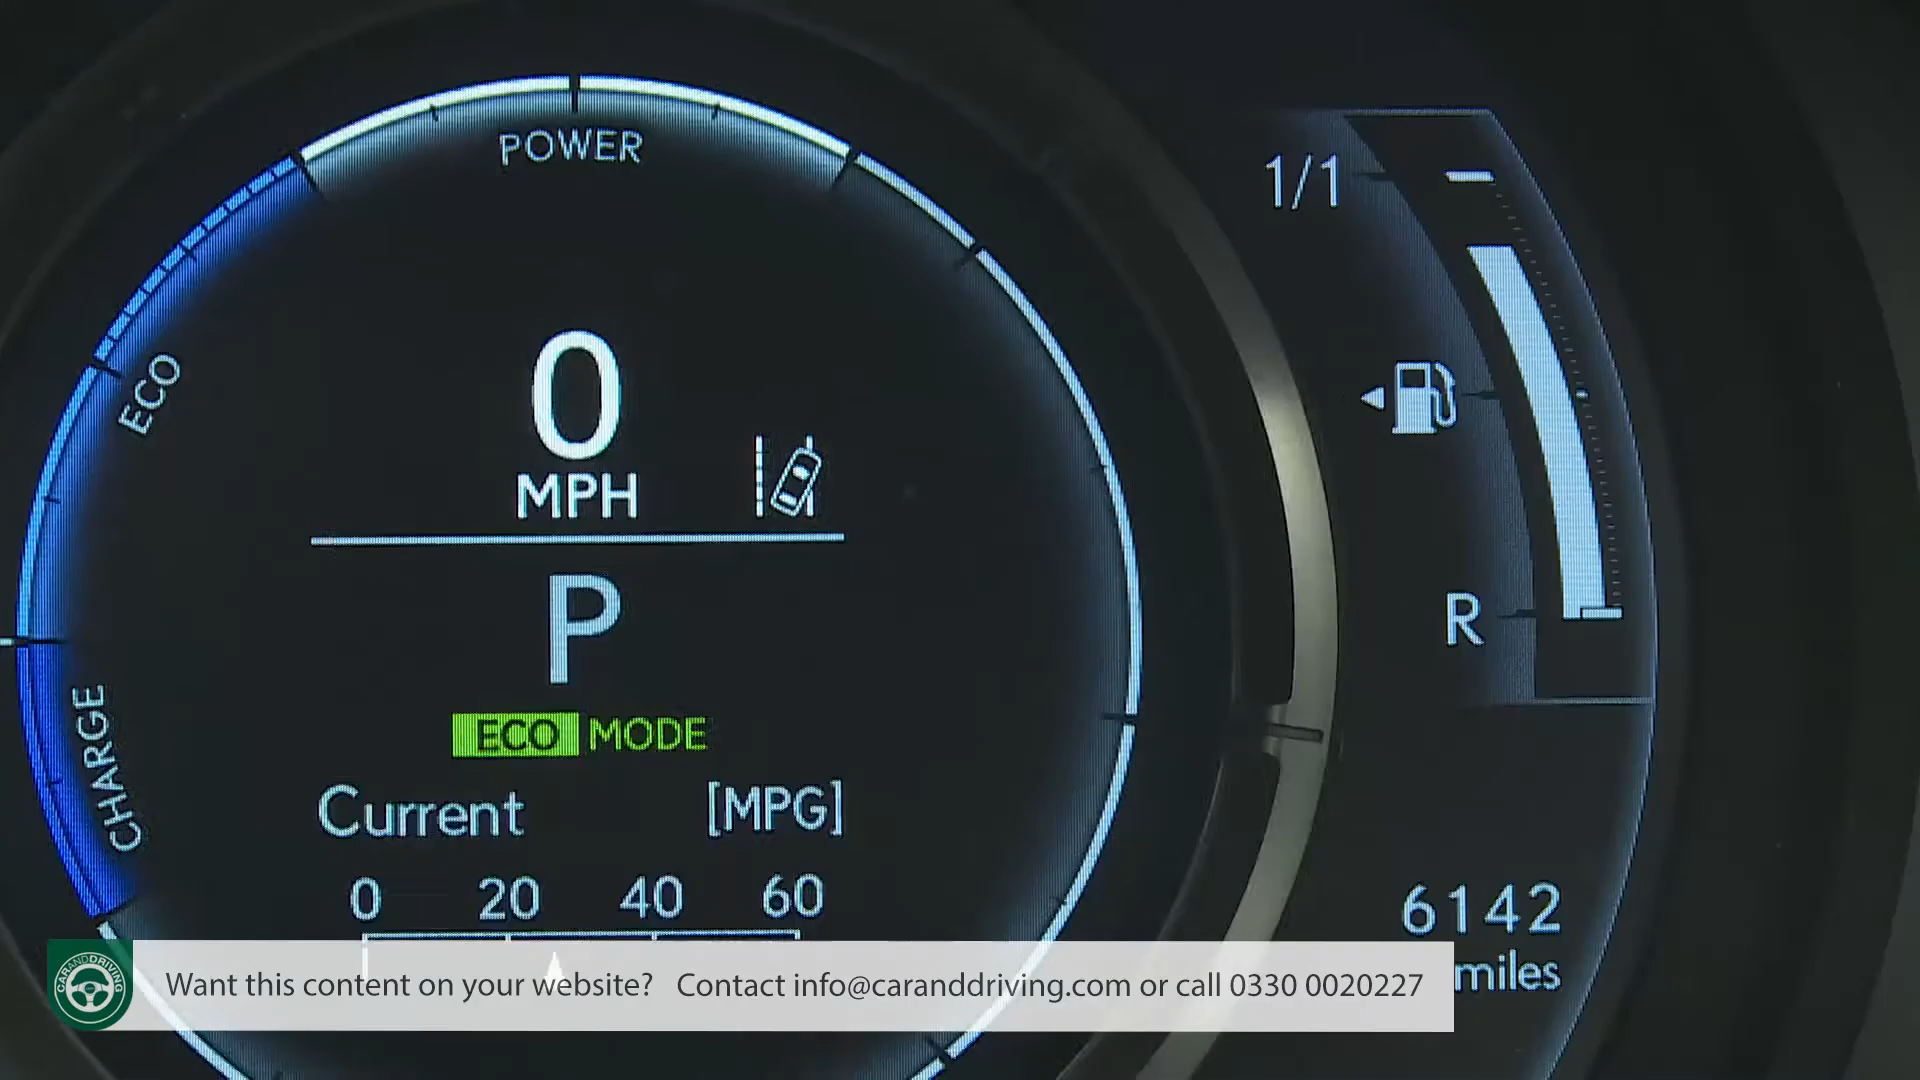 POWER
1/1
ECO
0
MPH
P
R
ECO MODE
CHARGE
Current [MPG]
0 20 40 60
6142
miles
CARANDDRIVING
Want this content on your website? Contact info@caranddriving.com or call 0330 0020227